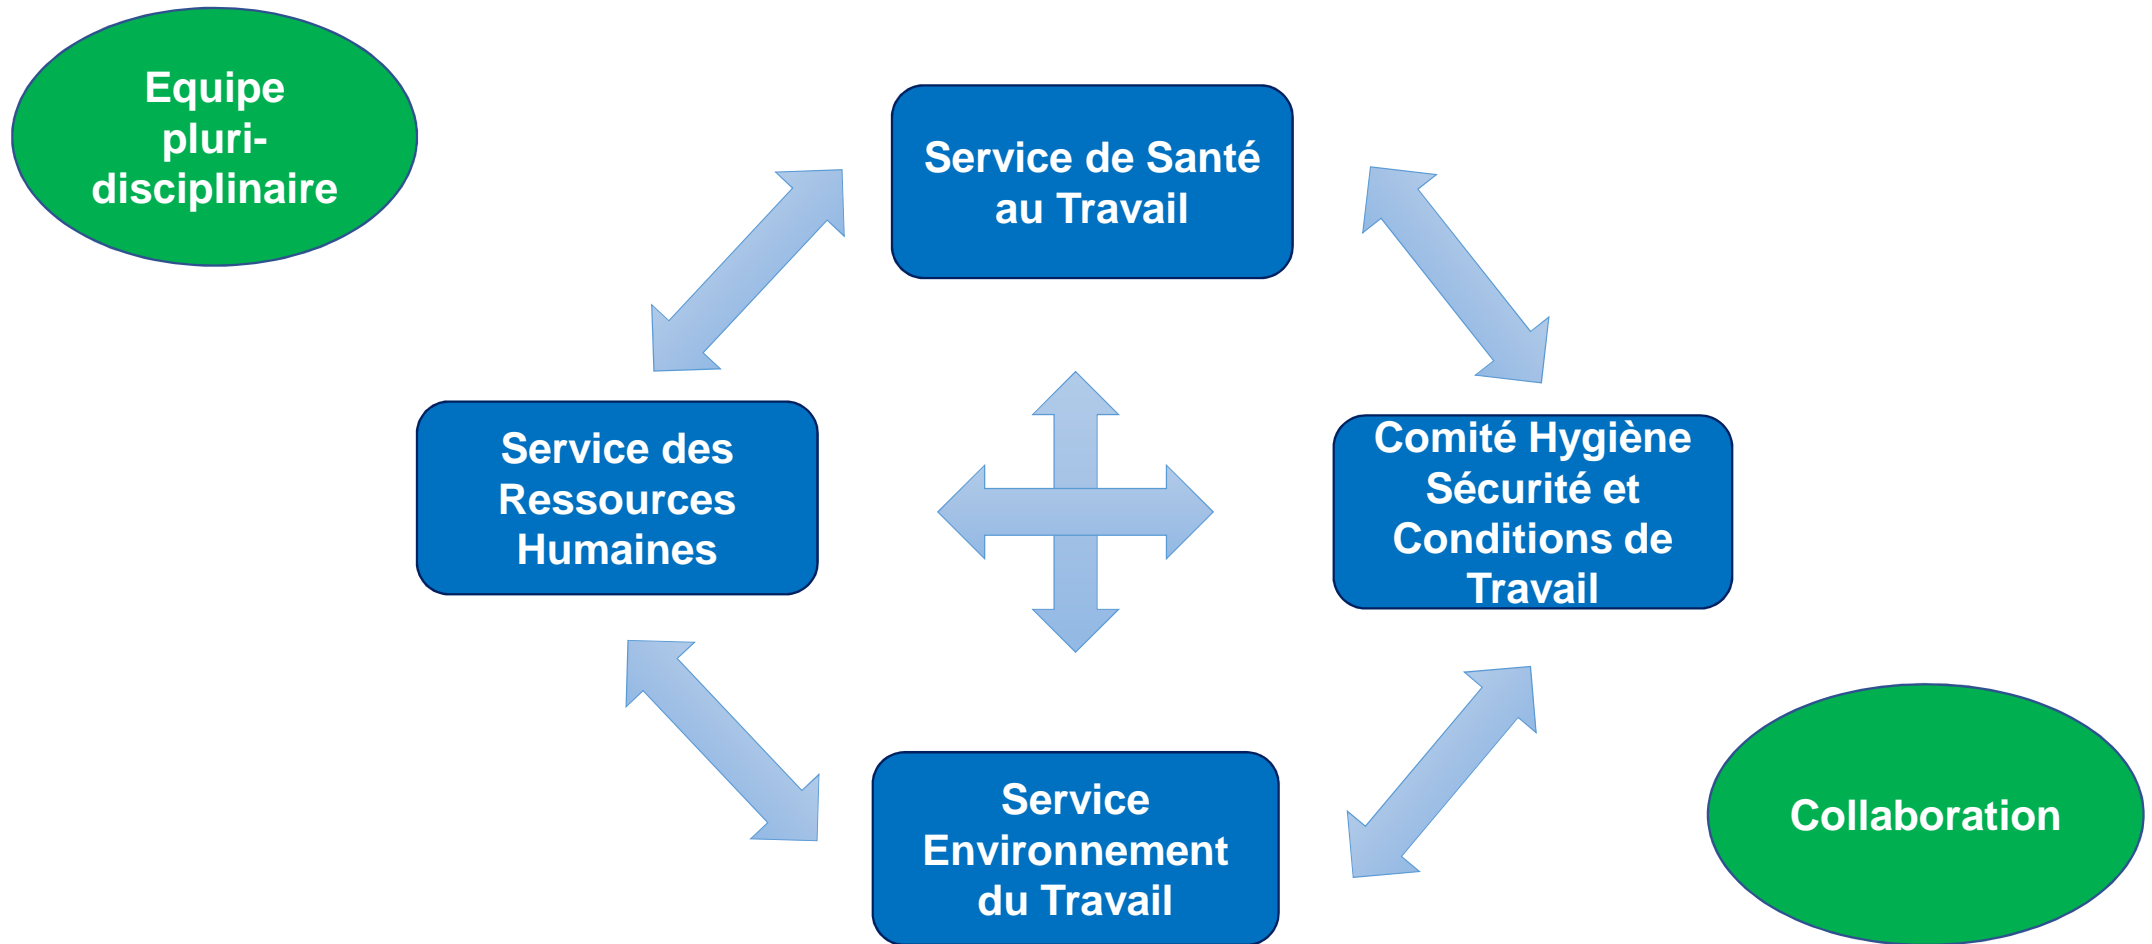 Equipe
pluri-
disciplinaire
Service de Santé
au Travail
Service des
Ressources
Humaines
Comité Hygiène
Sécurité et
Conditions de
Travail
Service
Environnement
du Travail
Collaboration